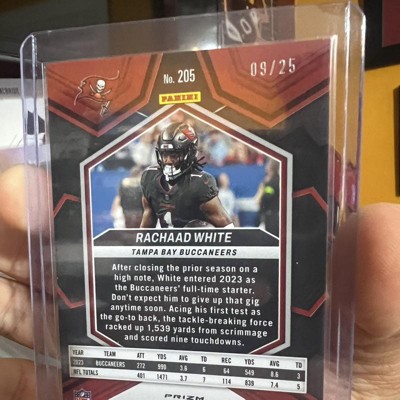 No. 205
09/25
PANINI
RACHAAD WHITE
TAMPA BAY BUCCANEERS
After closing the prior season on a
high note, White entered 2023 as
the Buccaneers' full-time starter.
Don't expect him to give up that gig
anytime soon. Acing his first test as
the go-to back, the tackle-breaking force
racked up 1,539 yards from scrimmage
and scored nine touchdowns.
YEAR TEAM ATT YDS AVG TD REC YDS AVG TD
2023 BUCCANEERS 272 990 3.6 6 64 549 8.6 3
NFL TOTALS 401 1471 3.7 7 114 839 7.4 5
PRIZM